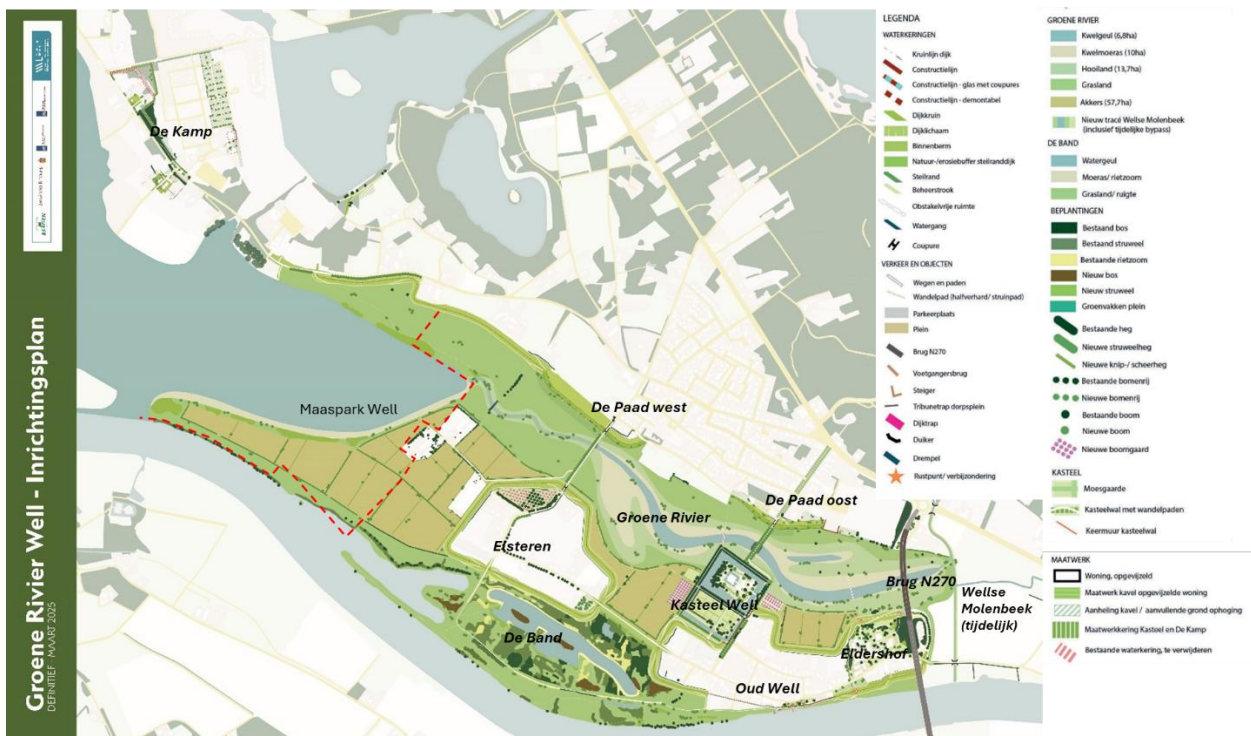 Groene Rivier Well - Inrichtingsplan
DEFINITIEF MAART 2025
De Kamp
Maaspark Well
De Paad west
De Paad oost
Groene Rivier
Elsteren
Kasteel Well
Brug N270
Wellse
Molenbeek
(tijdelijk)
De Band
Eldershof
Oud Well
LEGENDA
WATERKERINGEN
Kruinlijn dijk
Constructielijn
Constructielijn - glas met coupures
Constructielijn - demontabel
Dijkkruin
Dijklichaam
Binnenberm
Natuur-/erosiebuffer steilranddijk
Steilrand
Beheerstrook
Obstakelvrije ruimte
Watergang
Coupure
VERKEER EN OBJECTEN
Wegen en paden
Wandelpad (halfverhard/ struinpad)
Parkeerplaats
Plein
Brug N270
Voetgangersbrug
Steiger
Tribunetrap dorpsplein
Dijktrap
Duiker
Drempel
Rustpunt/ verbijzondering
GROENE RIVIER
Kwelgeul (6,8ha)
Kwelmoeras (10ha)
Hooiland (13,7ha)
Grasland
Akkers (57,7ha)
Nieuw tracé Wellse Molenbeek
(inclusief tijdelijke bypass)
DE BAND
Watergeul
Moeras/ rietzoom
Grasland/ ruigte
BEPLANTINGEN
Bestaand bos
Bestaand struweel
Bestaande rietzoom
Nieuw bos
Nieuw struweel
Groenvakken plein
Bestaande heg
Nieuwe struweelheg
Nieuwe knip-/ scheerheg
Bestaande bomenrij
Nieuwe bomenrij
Bestaande boom
Nieuwe boom
Nieuwe boomgaard
KASTEEL
Moesgaarde
Kasteelwal met wandelpaden
Keermuur kasteelwal
MAATWERK
Woning, opgevijzeld
Maatwerk kavel opgevijzelde woning
Aanheling kavel / aanvullende grond ophoging
Maatwerkkering Kasteel en De Kamp
Bestaande waterkering, te verwijderen